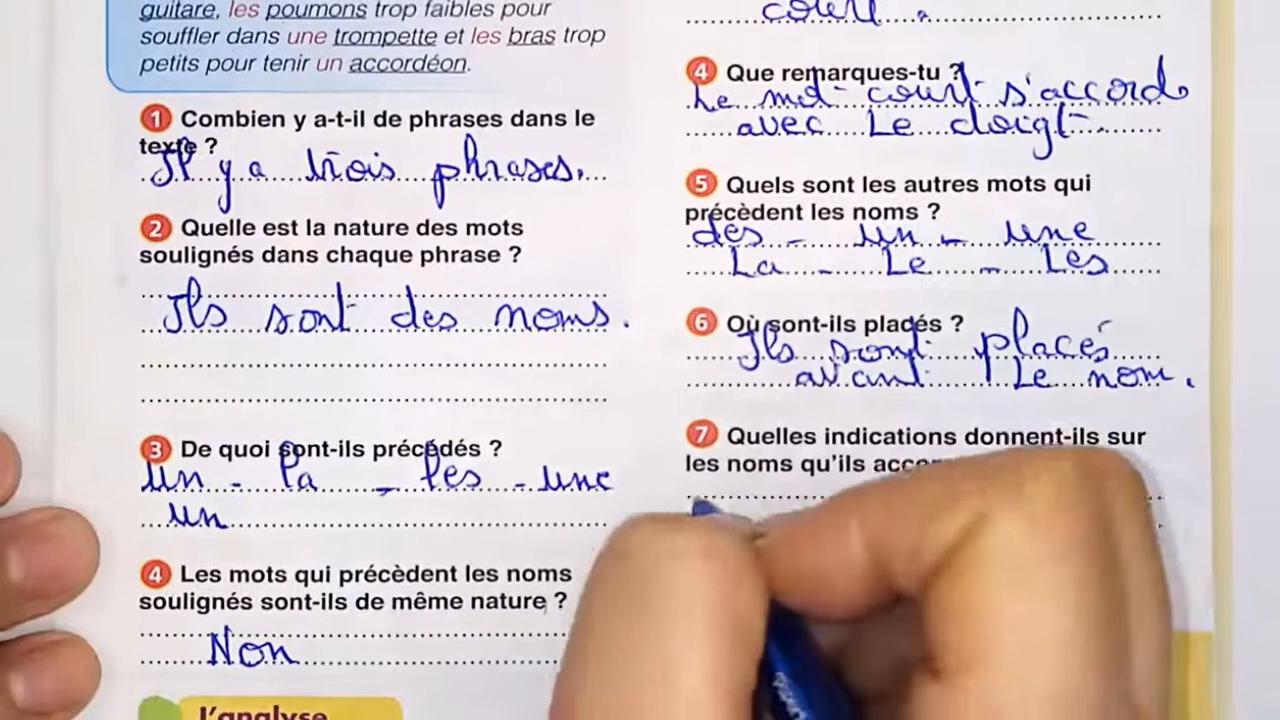 guitare, les poumons trop faibles pour
souffler dans une trompette et les bras trop
petits pour tenir un accordéon.
1 Combien y a-t-il de phrases dans le
texte ?
Il y a trois phrases.
2 Quelle est la nature des mots
soulignés dans chaque phrase ?
Ils sont des noms.
3 De quoi sont-ils précédés ?
un - la - les - une
un
4 Les mots qui précèdent les noms
soulignés sont-ils de même nature ?
Non
l'analyse
court.
4 Que remarques-tu ?
Le mot court s'accord
avec Le doigt.
5 Quels sont les autres mots qui
précèdent les noms ?
des - un - une
La - Le - Les
6 Où sont-ils placés ?
Ils sont placés
avant Le nom.
7 Quelles indications donnent-ils sur
les noms qu'ils